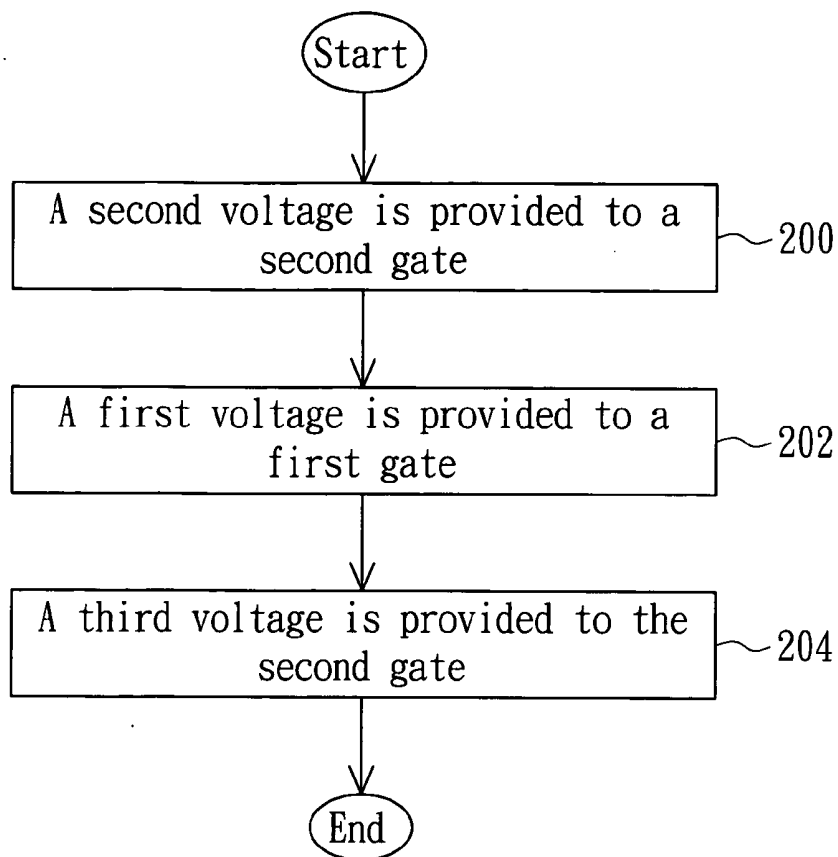 Start
A second voltage is provided to a
second gate
200
A first voltage is provided to a
first gate
202
A third voltage is provided to the
second gate
204
End